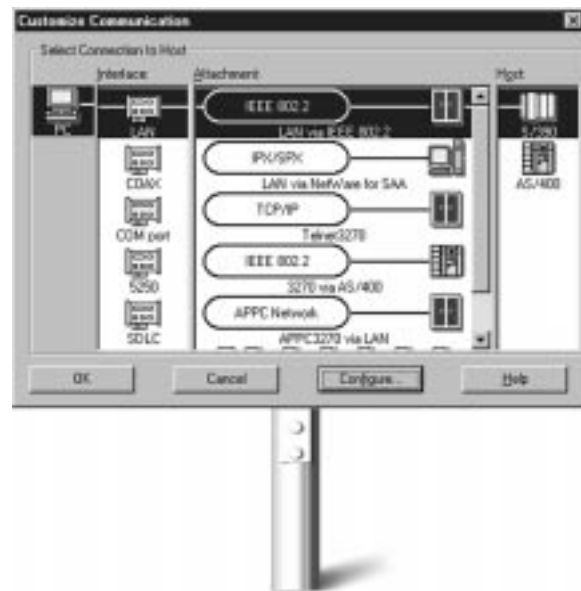 Customize Communication
Select Connection to Host
Interface
Attachment
Host
PC
LAN
IEEE 802.2
LAN via IEEE 802.2
S/390
COAX
IPX/SPX
LAN via NetWare for SAA
AS/400
COM port
TCP/IP
Telnet3270
5250
IEEE 802.2
3270 via AS/400
SDLC
APPC Network
APPC3270 via LAN
OK
Cancel
Configure...
Help